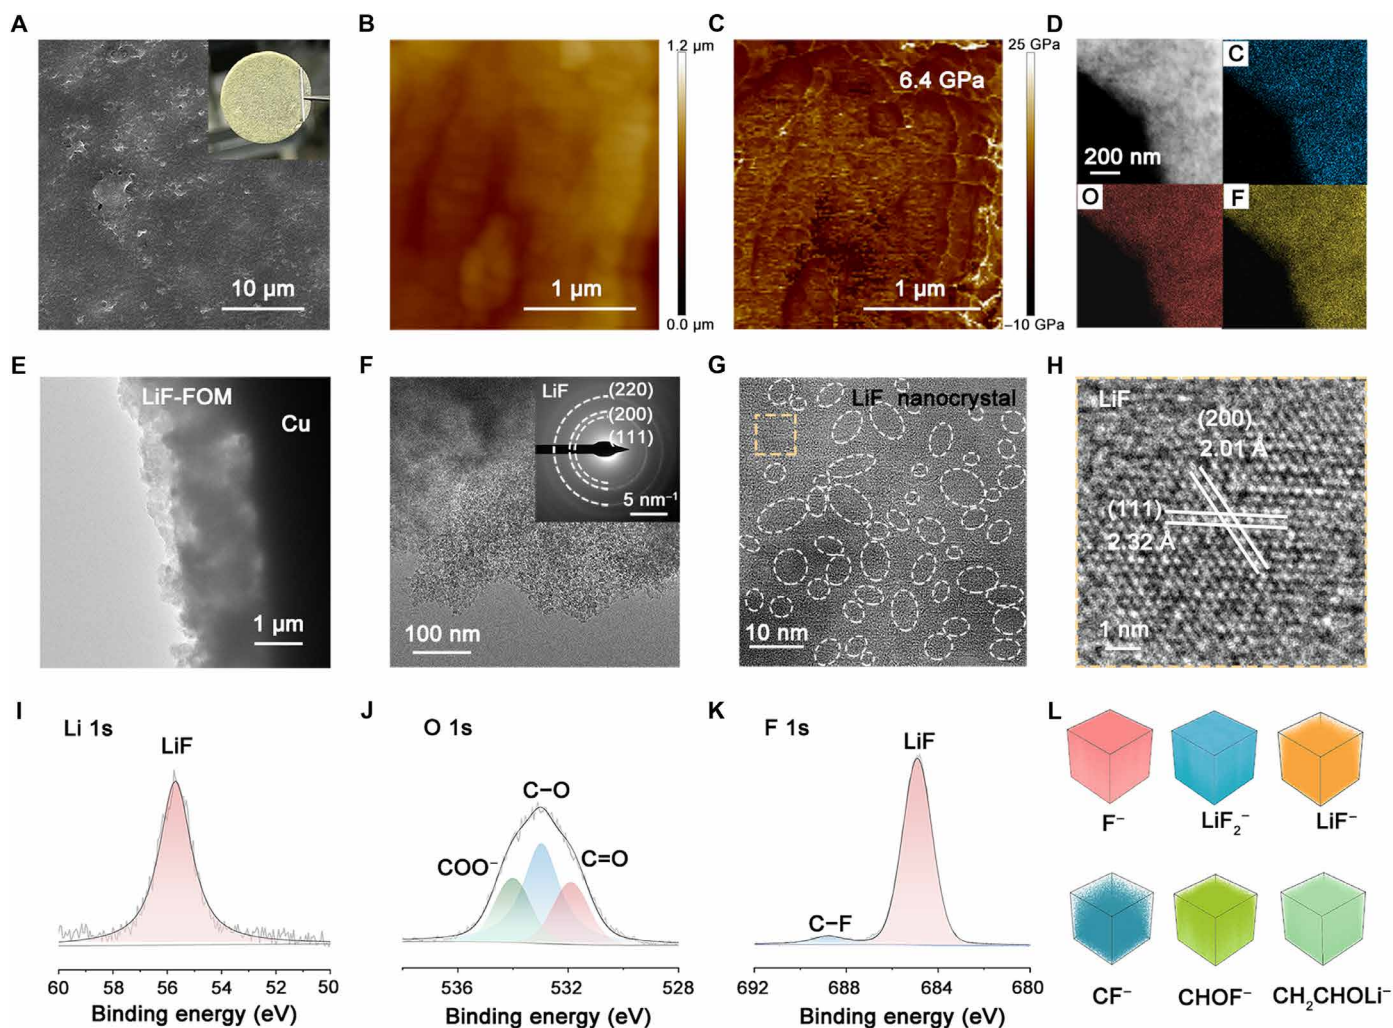 A
10 µm
B
1 µm
1.2 µm
0.0 µm
C
6.4 GPa
1 µm
25 GPa
−10 GPa
D
200 nm
C
O
F
E
LiF-FOM
Cu
1 µm
F
LiF
(220)
(200)
(111)
5 nm⁻¹
100 nm
G
LiF nanocrystal
10 nm
H
LiF
(200)
2.01 Å
(111)
2.32 Å
1 nm
I
Li 1s
LiF
60 58 56 54 52 50
Binding energy (eV)
J
O 1s
COO⁻
C−O
C=O
536 532 528
Binding energy (eV)
K
F 1s
C−F
LiF
692 688 684 680
Binding energy (eV)
L
F⁻
LiF₂⁻
LiF⁻
CF⁻
CHOF⁻
CH₂CHOLi⁻